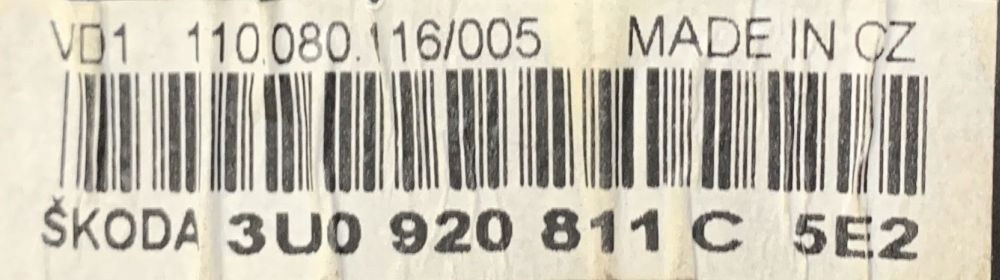 VD1 110.080.116/005 MADE IN CZ
ŠKODA 3U0 920 811 C 5E2